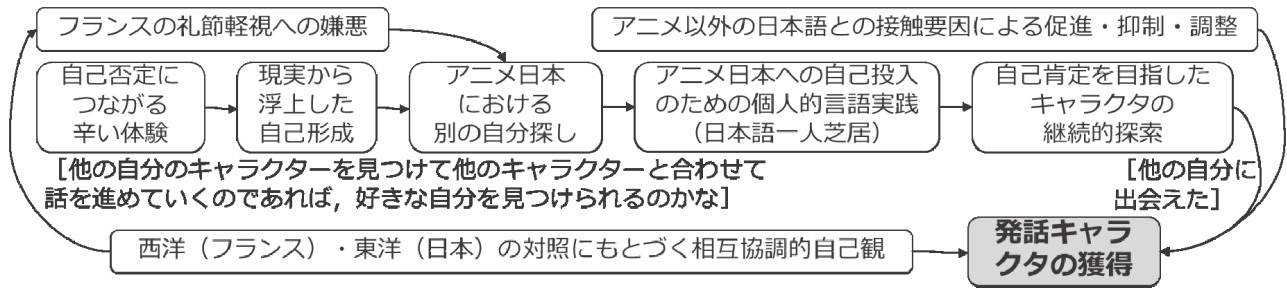 フランスの礼節軽視への嫌悪
アニメ以外の日本語との接触要因による促進・抑制・調整
自己否定に
つながる
辛い体験
現実から
浮上した
自己形成
アニメ日本
における
別の自分探し
アニメ日本への自己投入
のための個人的言語実践
（日本語一人芝居）
自己肯定を目指した
キャラクタの
継続的探索
［他の自分のキャラクターを見つけて他のキャラクターと合わせて
話を進めていくのであれば，好きな自分を見つけられるのかな］
［他の自分に
出会えた］
西洋（フランス）・東洋（日本）の対照にもとづく相互協調的自己観
発話キャラ
クタの獲得